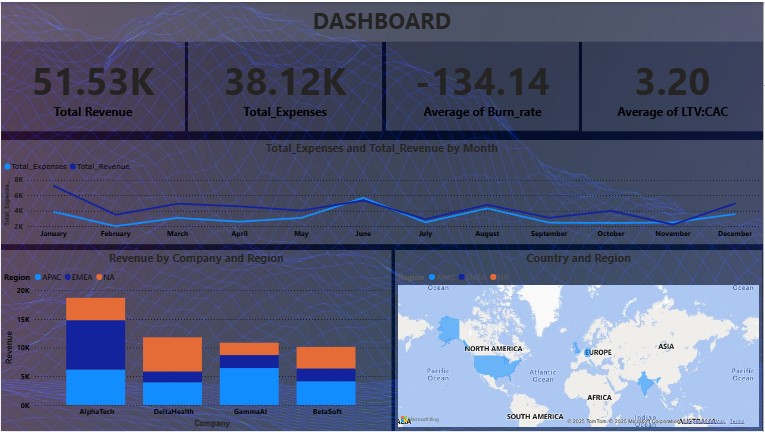 DASHBOARD
51.53K
Total Revenue
38.12K
Total_Expenses
-134.14
Average of Burn_rate
3.20
Average of LTV:CAC
Total_Expenses and Total_Revenue by Month
Total_Expenses Total_Revenue
8K
6K
4K
2K
January February March April May June July August September October November December
Revenue by Company and Region
Region APAC EMEA NA
20K
15K
10K
5K
0K
Revenue
AlphaTech DeltaHealth GammaAI BetaSoft
Company
Country and Region
Region
Ocean Ocean
NORTH AMERICA EUROPE ASIA
Pacific Ocean
Atlantic Ocean
Pacific Ocean
AFRICA
SOUTH AMERICA
Indian
Microsoft Bing
© 2025 TomTom, © 2025 Microsoft Corporation
Terms